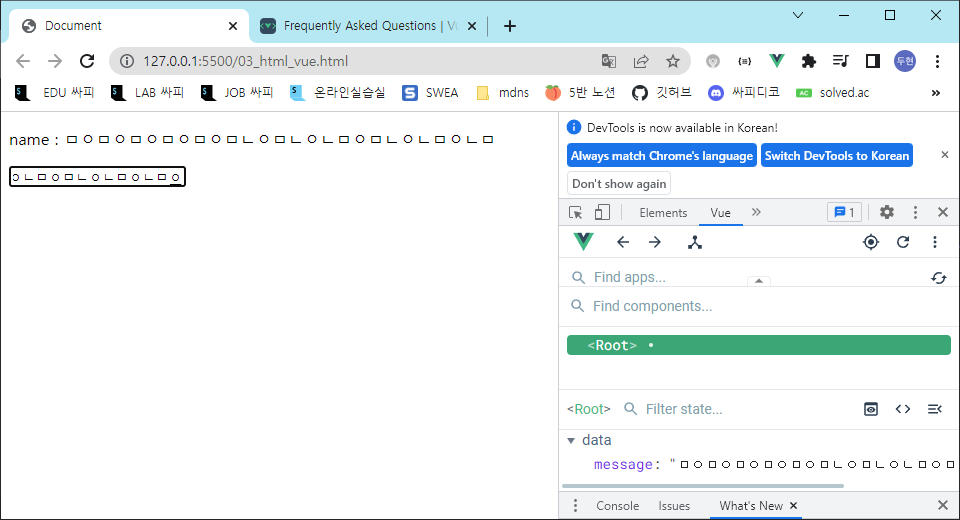 Document
Frequently Asked Questions | Vu
127.0.0.1:5500/03_html_vue.html
두현
EDU 싸피
LAB 싸피
JOB 싸피
온라인실습실
SWEA
mdns
5반 노션
깃허브
싸피디코
AC
solved.ac
name : ㅁㅇㅁㅇㅁㅇㅁㅇㅁㅇㅁㄴㅇㅁㄴㅇㄴㅁㅇㅁㄴㅇㄴㅁㅇㄴㅁ
ㅇㄴㅁㅇㅁㄴㅇㄴㅁㅇㄴㅁㅇ
DevTools is now available in Korean!
Always match Chrome's language
Switch DevTools to Korean
Don't show again
Elements
Vue
1
Find apps...
Find components...
<Root>
<Root>
Filter state...
data
message: "ㅁㅇㅁㅇㅁㅇㅁㅇㅁㅇㅁㄴㅇㅁㄴㅇㄴㅁㅇㅁ
Console
Issues
What's New